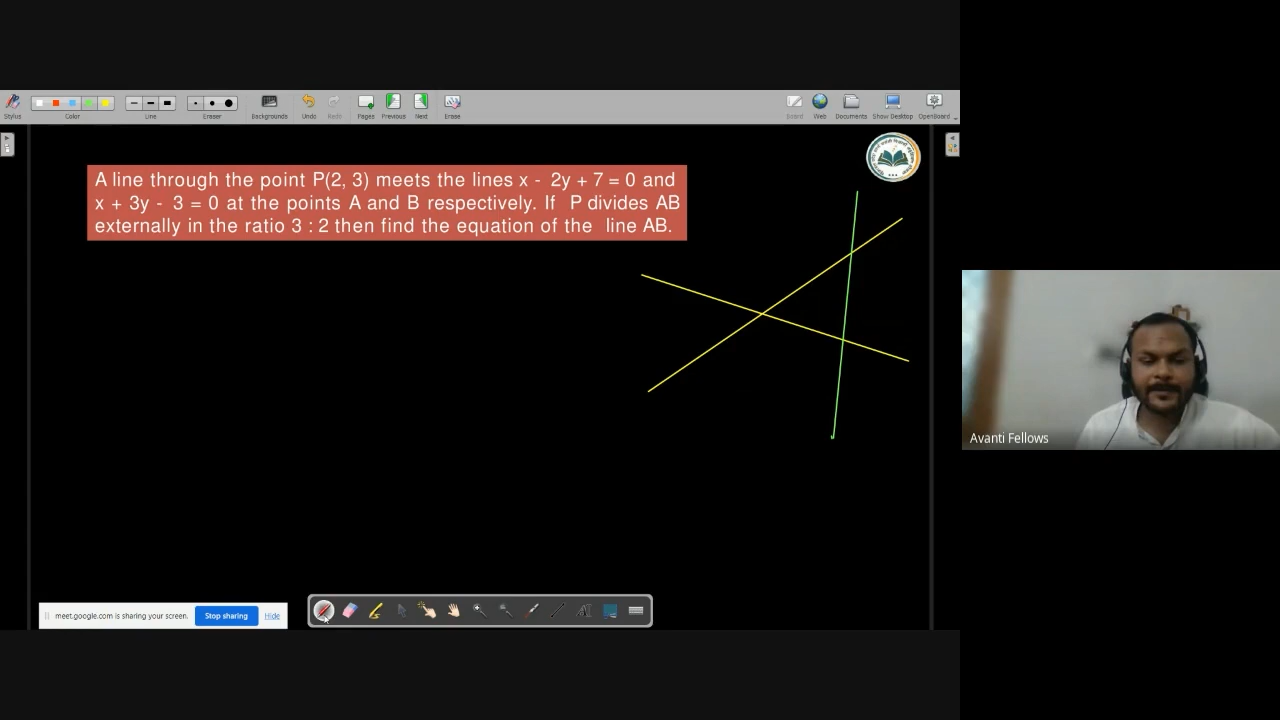 Stylus
Color
Line
Eraser
Backgrounds
Undo
Redo
Pages
Previous
Next
Erase
Board
Web
Documents
Show Desktop
OpenBoard
A line through the point P(2, 3) meets the lines x - 2y + 7 = 0 and
x + 3y - 3 = 0 at the points A and B respectively. If P divides AB
externally in the ratio 3 : 2 then find the equation of the line AB.
Avanti Fellows
meet.google.com is sharing your screen.
Stop sharing
Hide